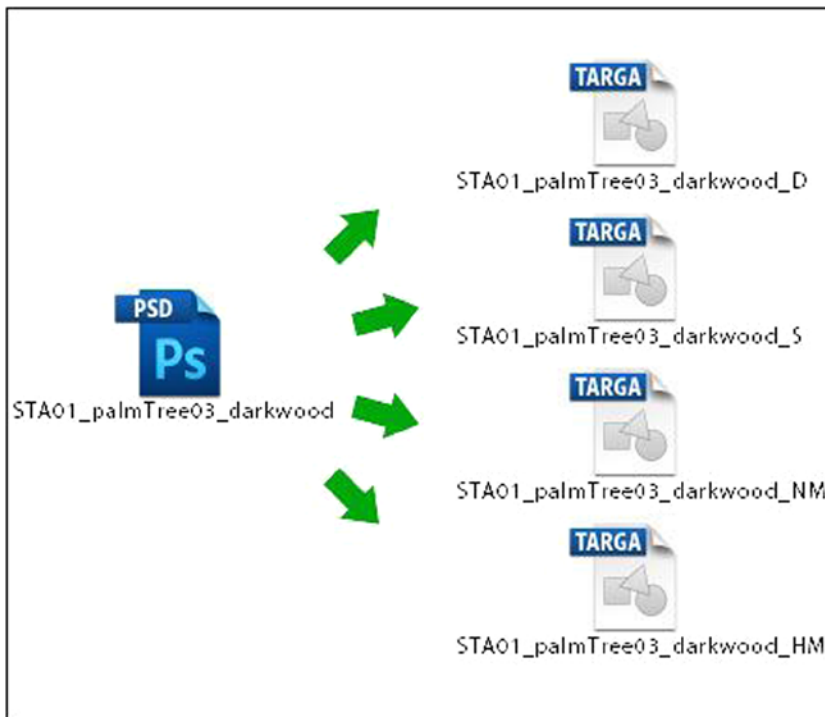 PSD
Ps
STA01_palmTree03_darkwood
TARGA
STA01_palmTree03_darkwood_D
TARGA
STA01_palmTree03_darkwood_S
TARGA
STA01_palmTree03_darkwood_NM
TARGA
STA01_palmTree03_darkwood_HM